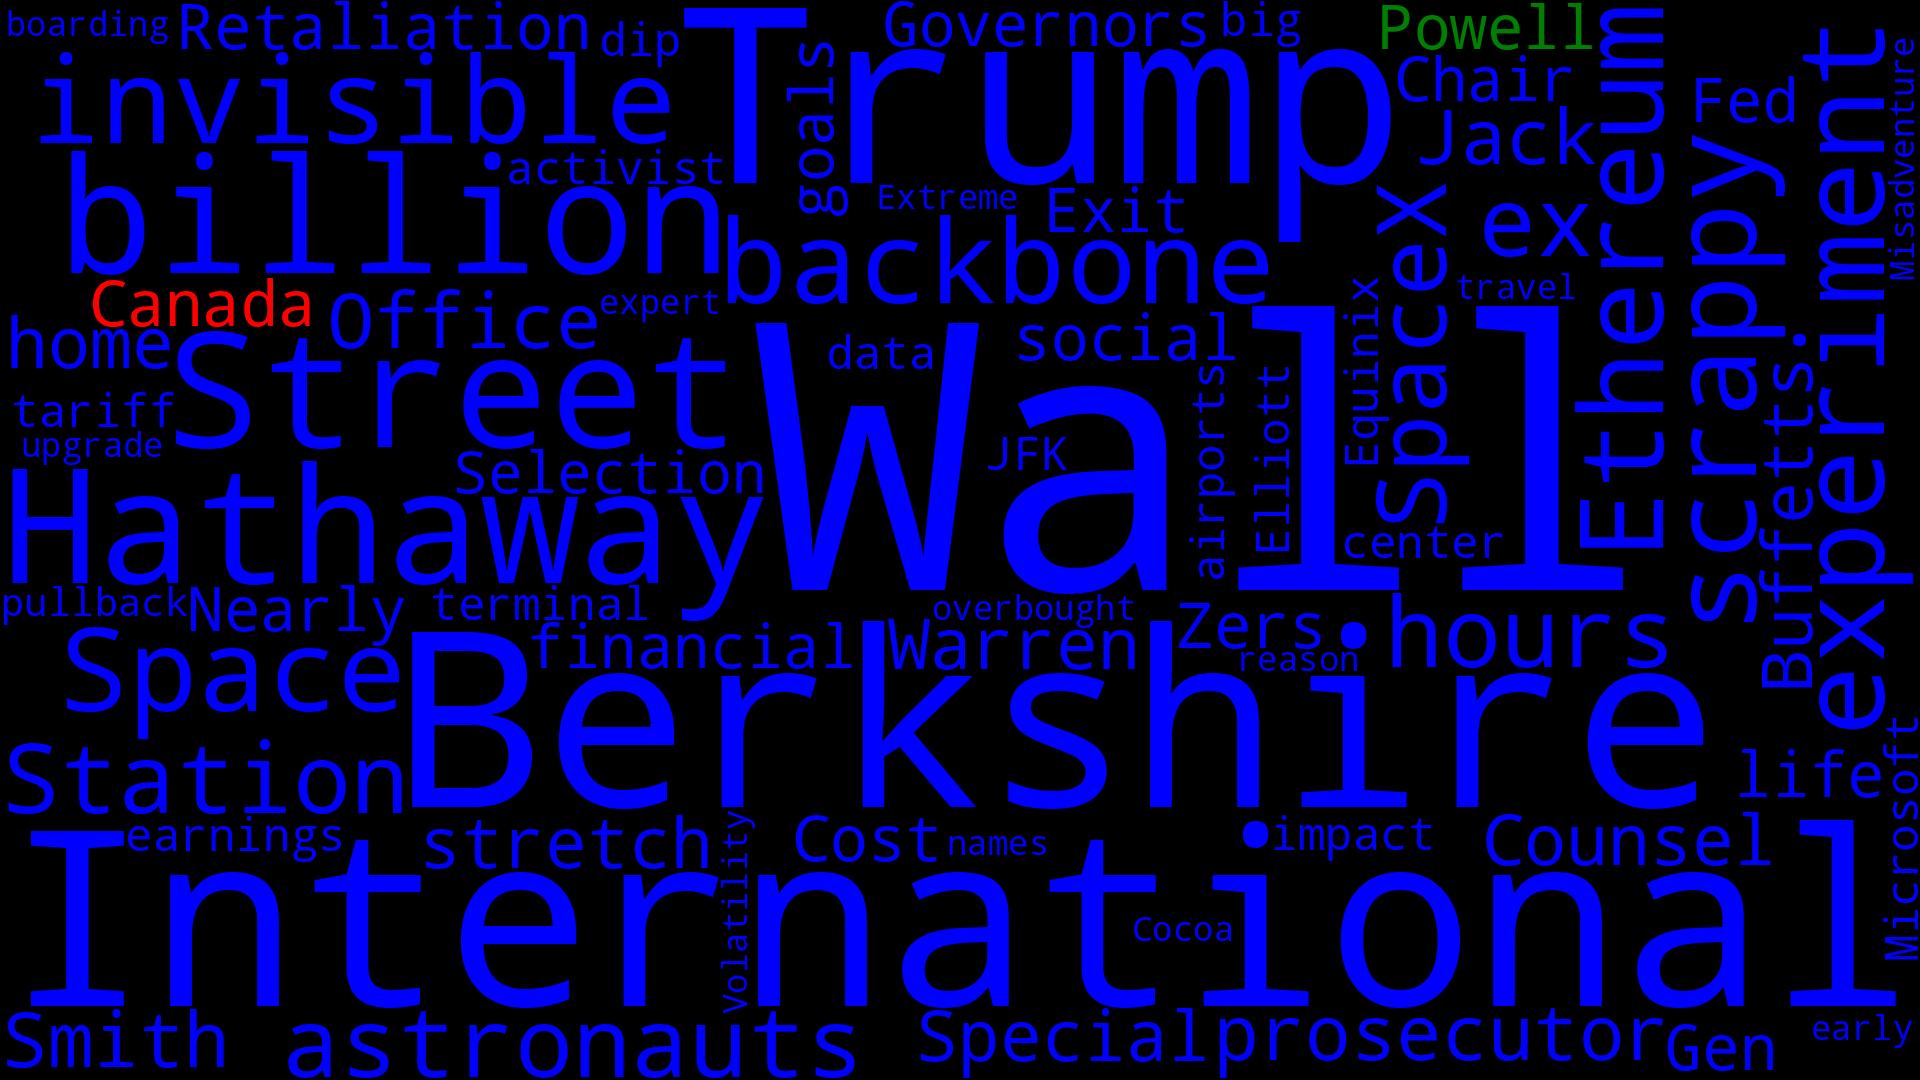 boarding
Retaliation
dip
Trump
Governors
big
Powell
invisible
goals
Chair
Jack
Ethereum
Fed
experiment
Misadventure
billion
activist
Extreme
Exit
SpaceX
ex
scrappy
Canada
Office
expert
backbone
travel
home
Street
Wall
data
social
Equinix
Buffetts
tariff
upgrade
Selection
JFK
airports
Elliott
center
Hathaway
pullback
Nearly
terminal
overbought
Zers
hours
Space
Berkshire
financial
Warren
reason
Station
life
Microsoft
earnings
stretch
Volatility
Cost
names
impact
Counsel
International
Cocoa
Smith
astronauts
Special
prosecutor
Gen
early